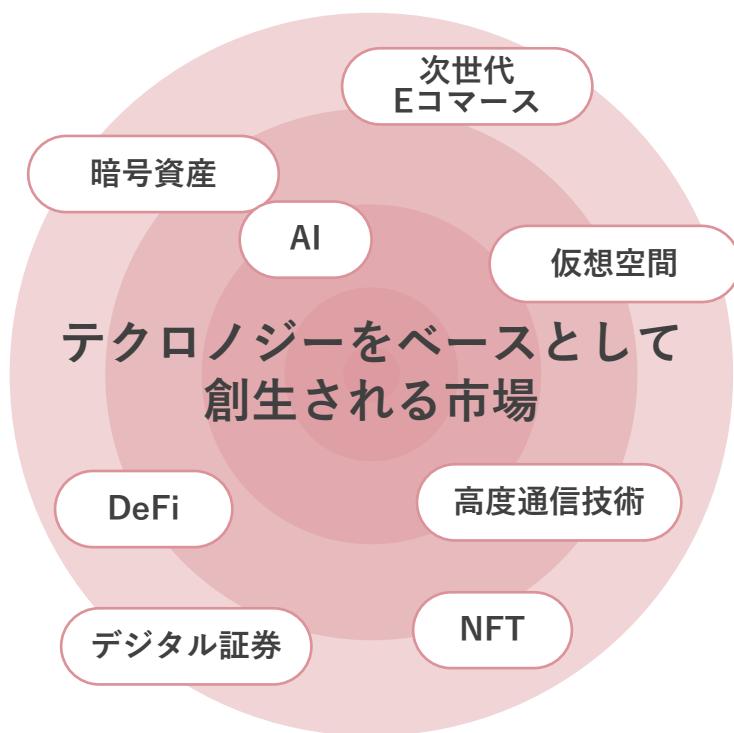 次世代
Eコマース
暗号資産
AI
仮想空間
テクロノジーをベースとして
創生される市場
DeFi
高度通信技術
デジタル証券
NFT